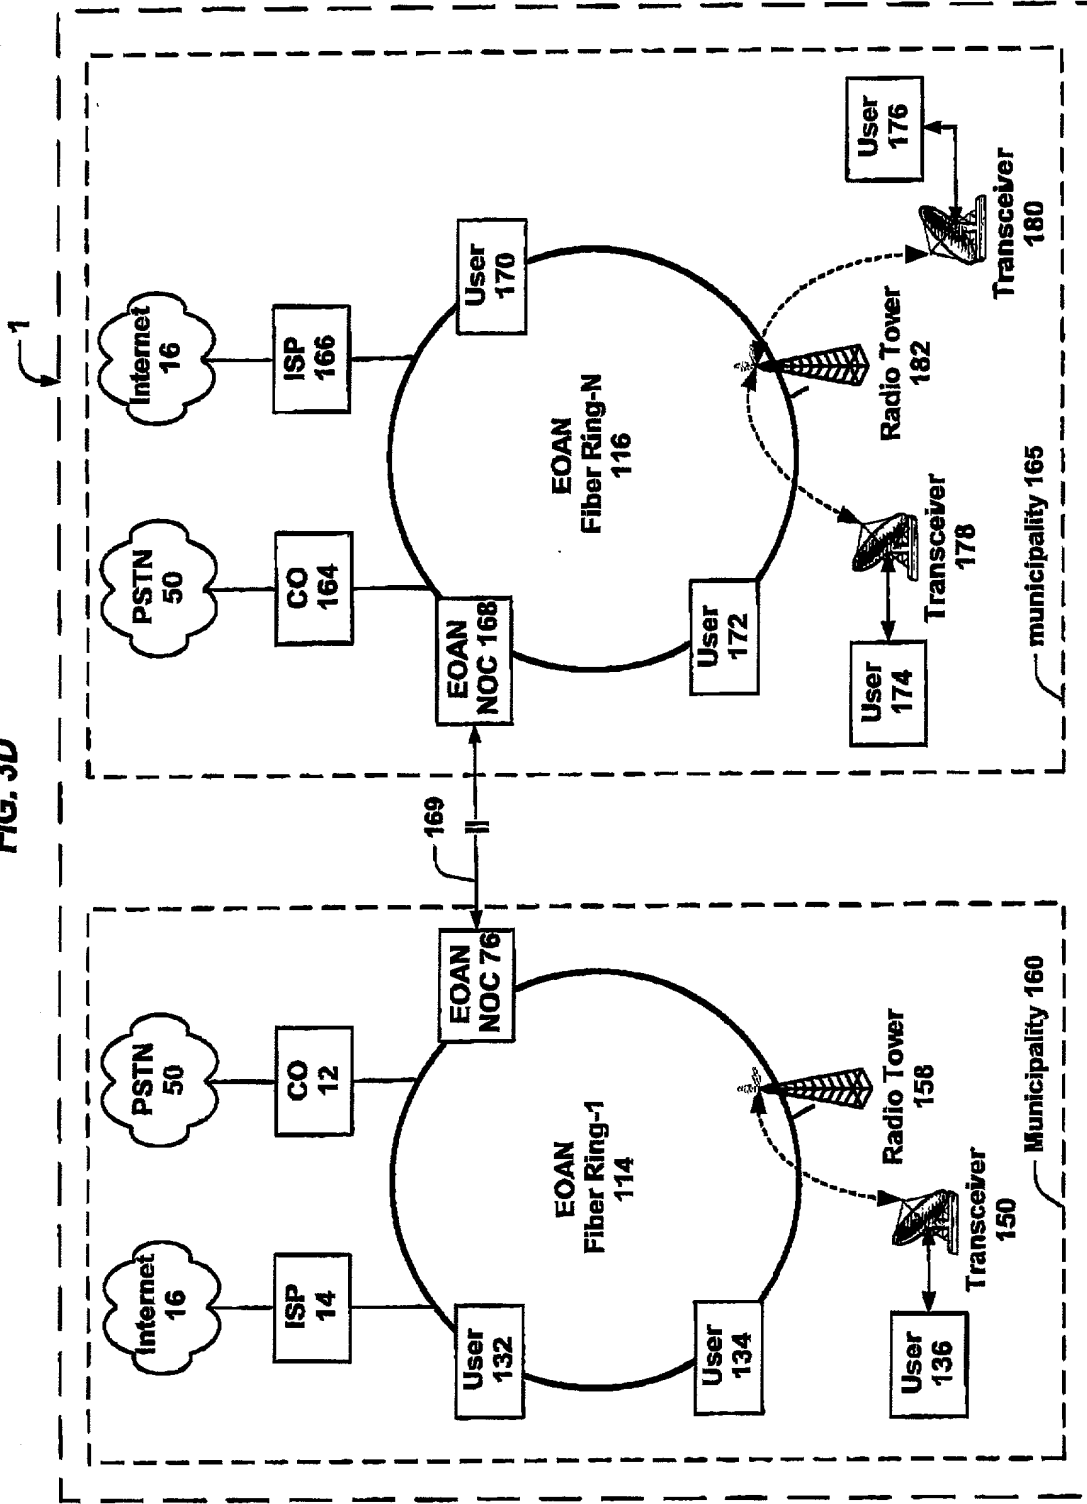 FIG. 3D
1
Internet
16
PSTN
50
ISP
14
CO
12
User
132
EOAN
NOC 76
EOAN
Fiber Ring-1
114
User
134
User
136
Transceiver
150
Radio Tower
158
Municipality 160
169
PSTN
50
Internet
16
CO
164
ISP
166
EOAN
NOC 168
User
170
EOAN
Fiber Ring-N
116
User
172
User
174
Transceiver
178
Radio Tower
182
User
176
Transceiver
180
municipality 165